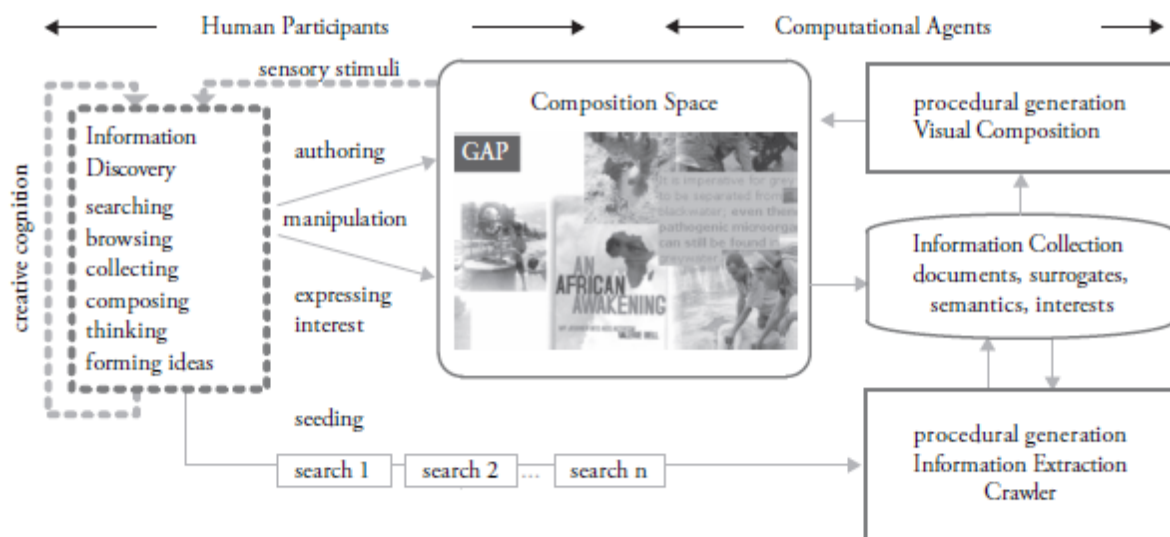 Human Participants
Computational Agents
sensory stimuli
creative cognition
Information
Discovery
searching
browsing
collecting
composing
thinking
forming ideas
authoring
manipulation
expressing
interest
Composition Space
GAP
It is imperative for grey
to be separated from
blackwater; even then
pathogenic microorga
can still be found in
greywater.
AN
AFRICAN
AWAKENING
procedural generation
Visual Composition
Information Collection
documents, surrogates,
semantics, interests
procedural generation
Information Extraction
Crawler
seeding
search 1
search 2
...
search n